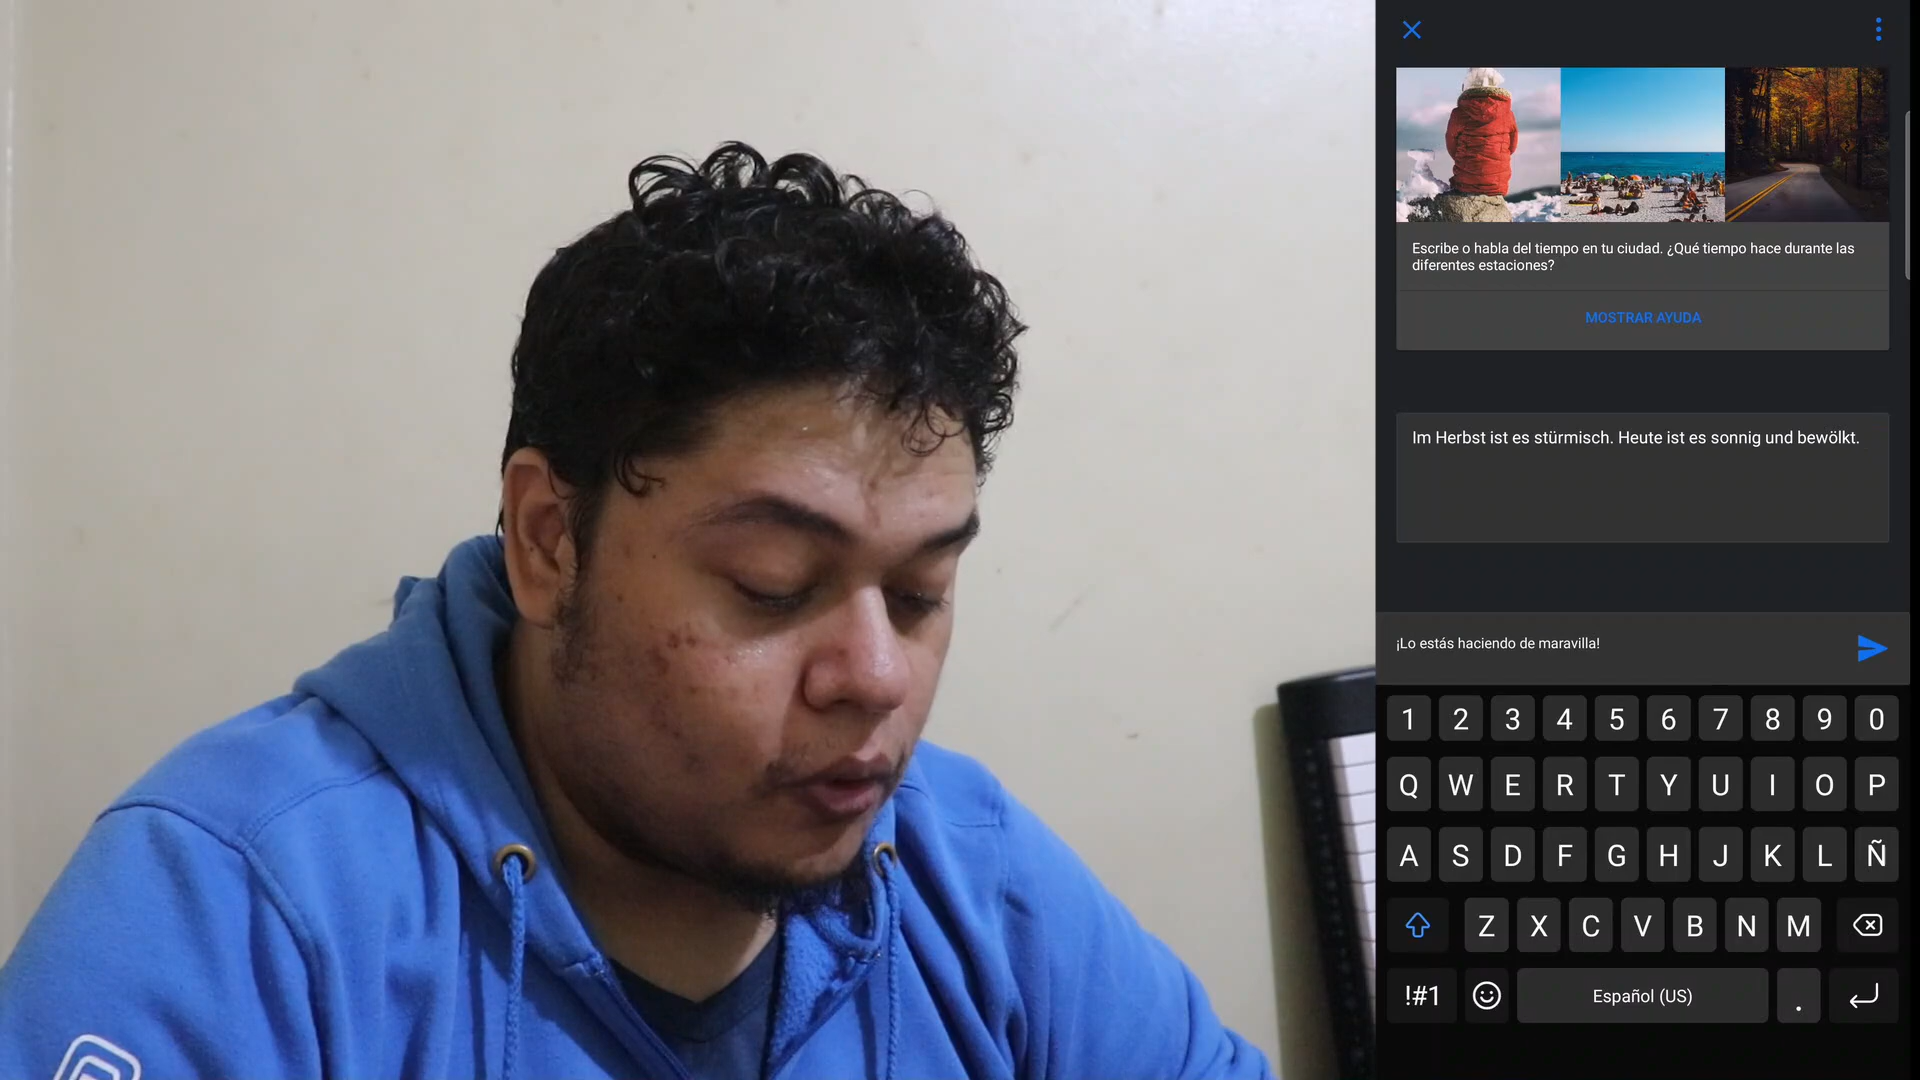 Escribe o habla del tiempo en tu ciudad. ¿Qué tiempo hace durante las
diferentes estaciones?
MOSTRAR AYUDA
Im Herbst ist es stürmisch. Heute ist es sonnig und bewölkt.
¡Lo estás haciendo de maravilla!
1 2 3 4 5 6 7 8 9 0
Q W E R T Y U I O P
A S D F G H J K L Ñ
Z X C V B N M
!#1 Español (US) .